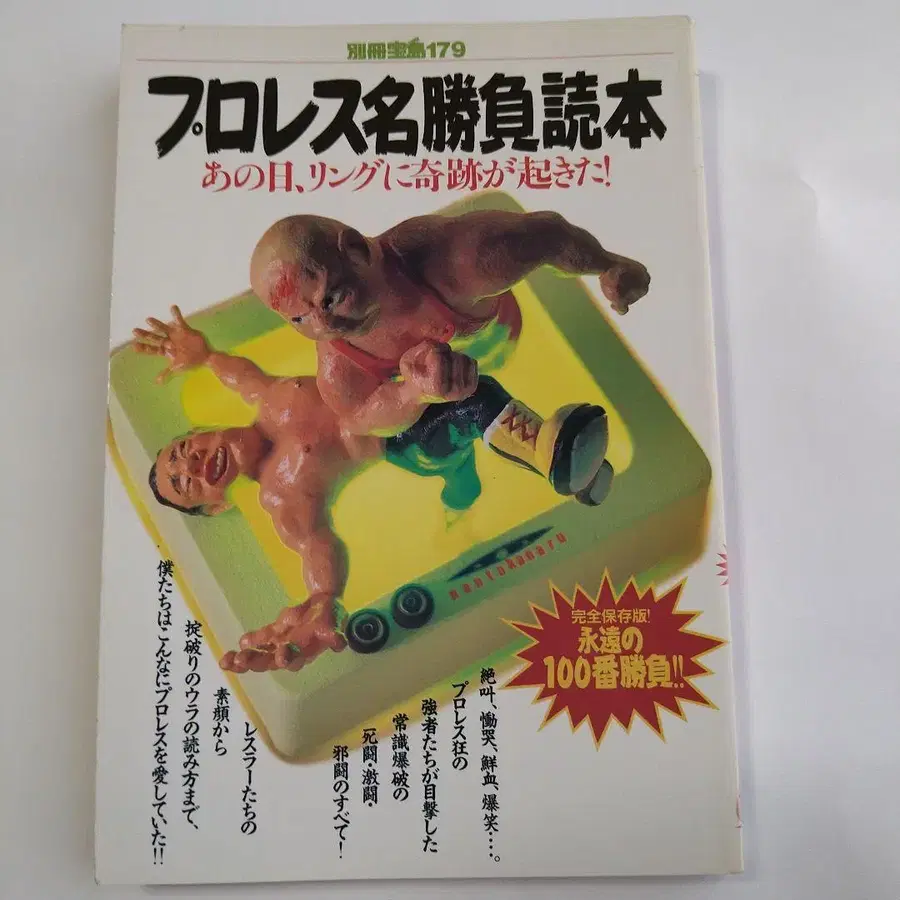 別冊宝島179
プロレス名勝負読本
あの日、リングに奇跡が起きた!
完全保存版!
永遠の
100番勝負!!
絶叫、慟哭、鮮血、爆笑…。
プロレス狂の
強者たちが目撃した
常識爆破の
死闘・激闘・
邪闘のすべて!
レスラーたちの
素顔から
掟破りのウラの読み方まで、
僕たちはこんなにプロレスを愛していた!!